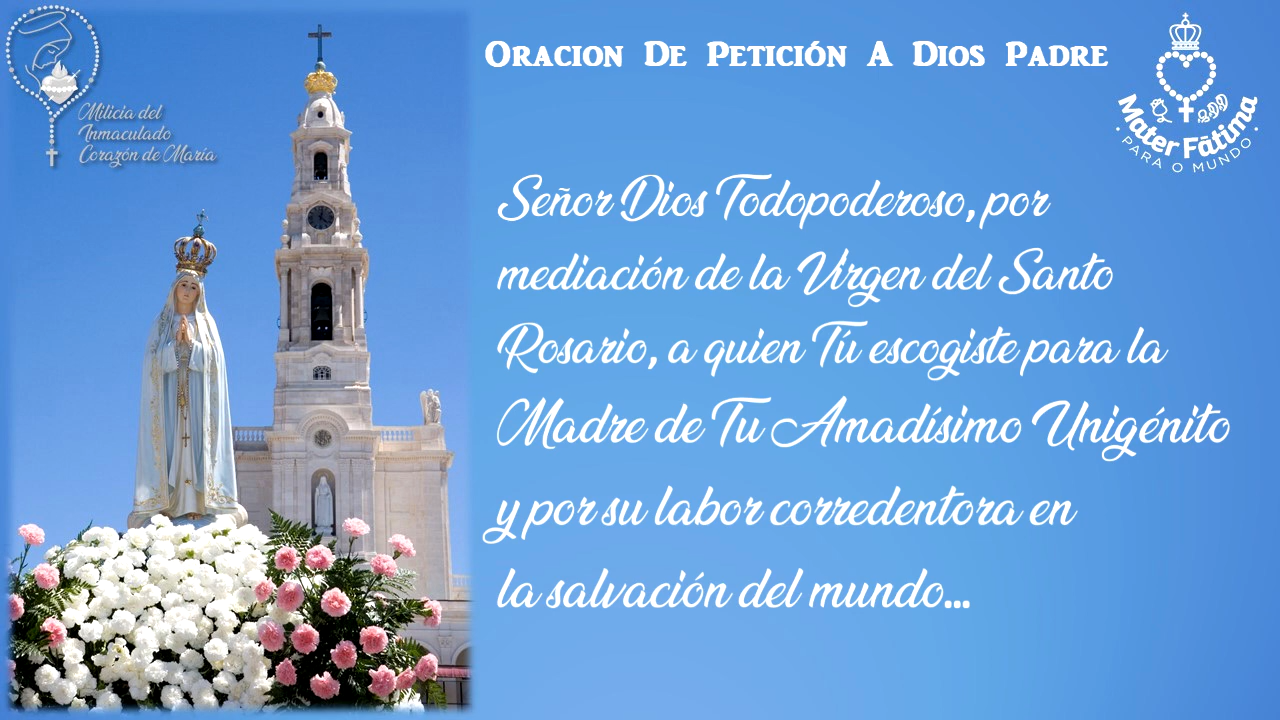 Milicia del
Inmaculado
Corazón de María
ORACION DE PETICIÓN A DIOS PADRE
Mater Fátima
• PARA O MUNDO •
Señor Dios Todopoderoso, por
mediación de la Virgen del Santo
Rosario, a quien Tú escogiste para la
Madre de Tu Amadísimo Unigénito
y por su labor corredentora en
la salvación del mundo...